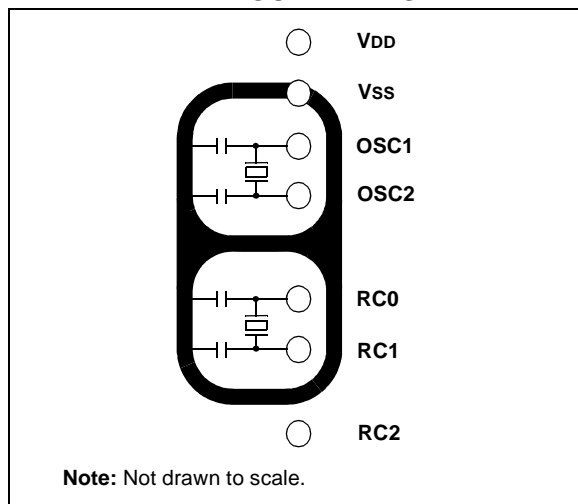 VDD
VSS
OSC1
OSC2
RC0
RC1
RC2
Note: Not drawn to scale.